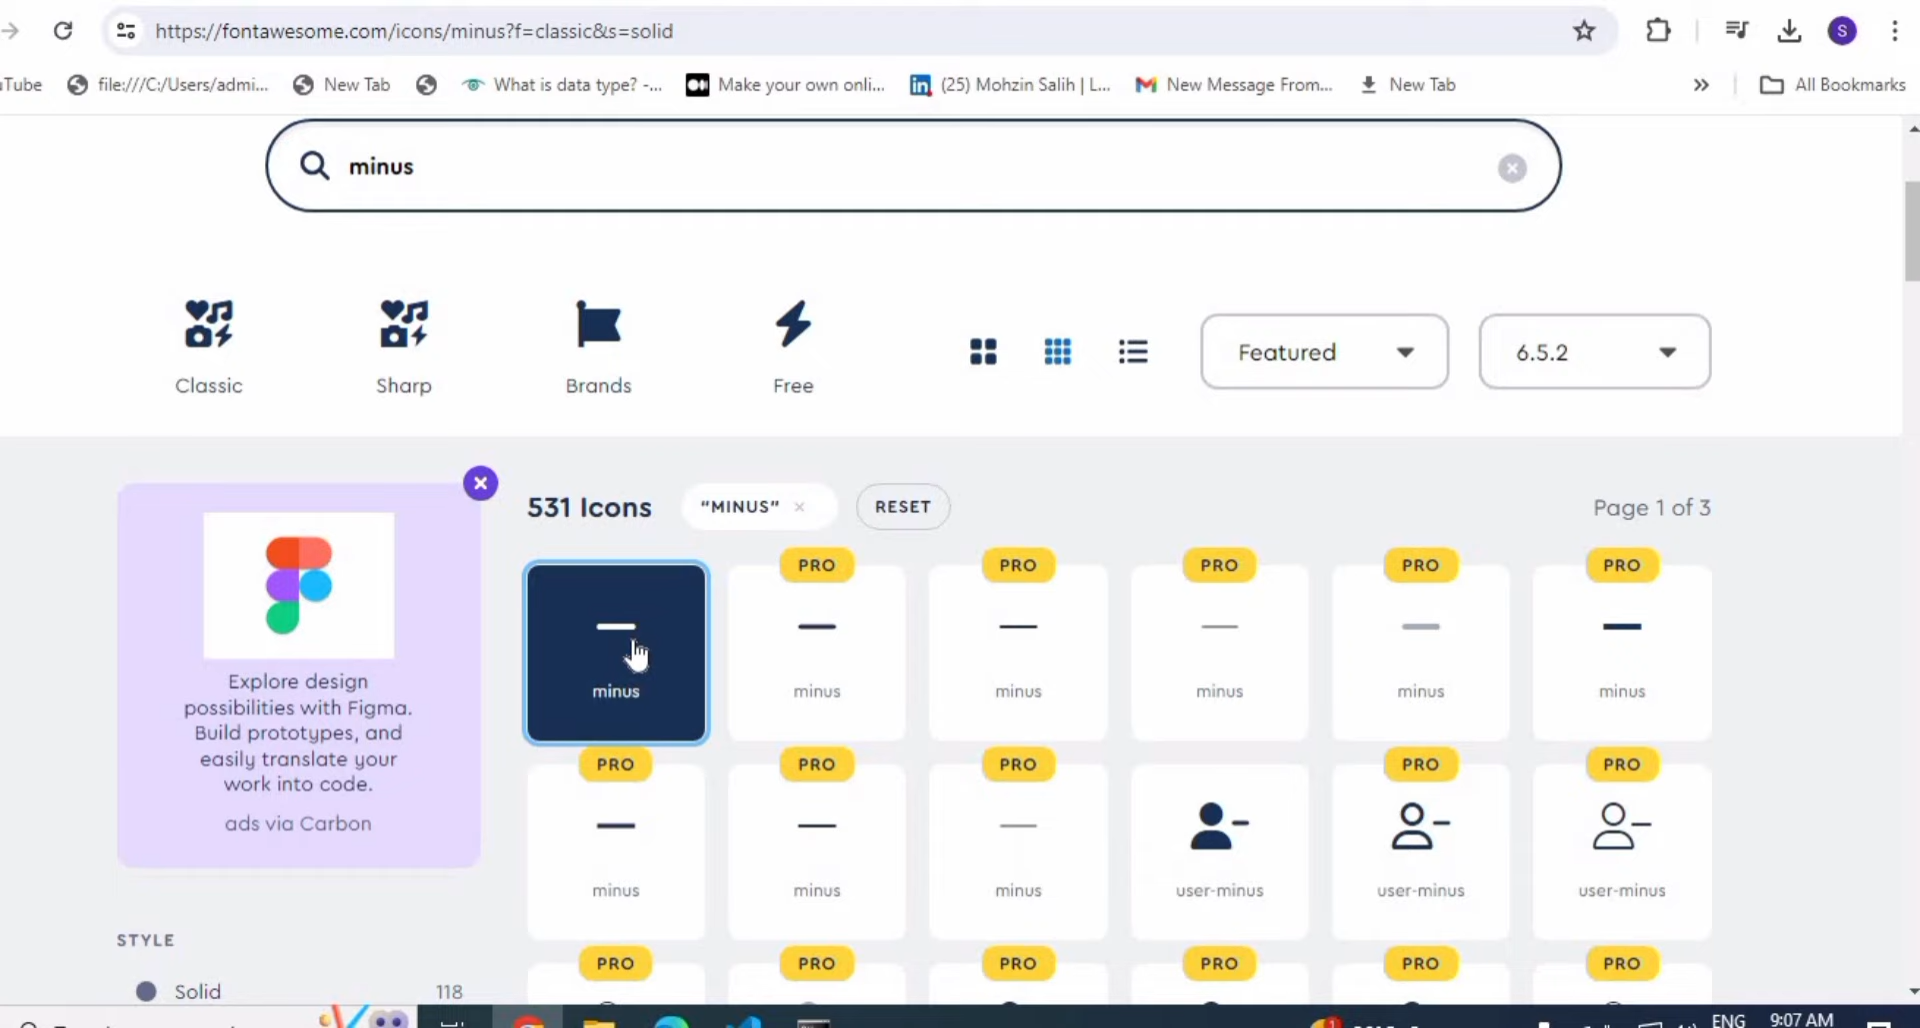 https://fontawesome.com/icons/minus?f=classic&s=solid
S
uTube file:///C:/Users/admi... New Tab What is data type? -... Make your own onli... (25) Mohzin Salih | L... New Message From... New Tab » All Bookmarks
minus
Classic Sharp Brands Free
Featured 6.5.2
531 Icons "MINUS" × RESET Page 1 of 3
PRO PRO PRO PRO PRO
minus minus minus minus minus minus
Explore design
possibilities with Figma.
Build prototypes, and
easily translate your
work into code.
ads via Carbon
PRO PRO PRO PRO PRO
minus minus minus user-minus user-minus user-minus
STYLE
PRO PRO PRO PRO PRO PRO
Solid 118
ENG 9:07 AM